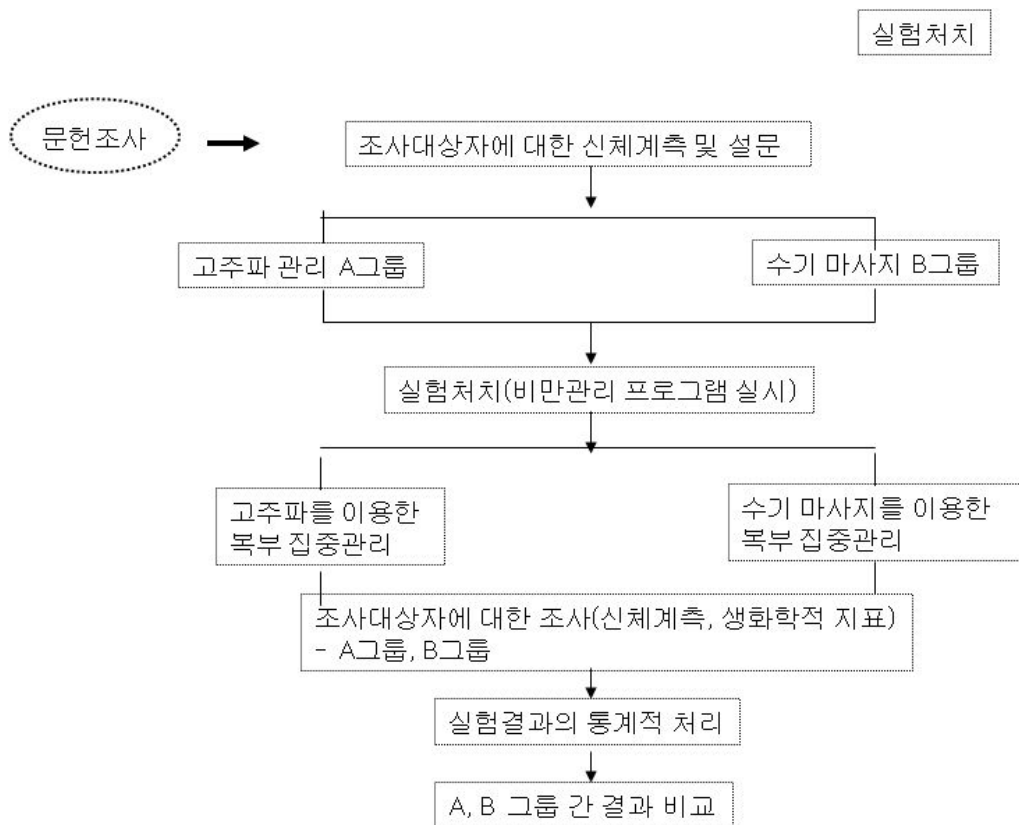 실험처치
문헌조사
조사대상자에 대한 신체계측 및 설문
고주파 관리 A그룹
수기 마사지 B그룹
실험처치(비만관리 프로그램 실시)
고주파를 이용한
복부 집중관리
수기 마사지를 이용한
복부 집중관리
조사대상자에 대한 조사(신체계측, 생화학적 지표)
- A그룹, B그룹
실험결과의 통계적 처리
A, B 그룹 간 결과 비교